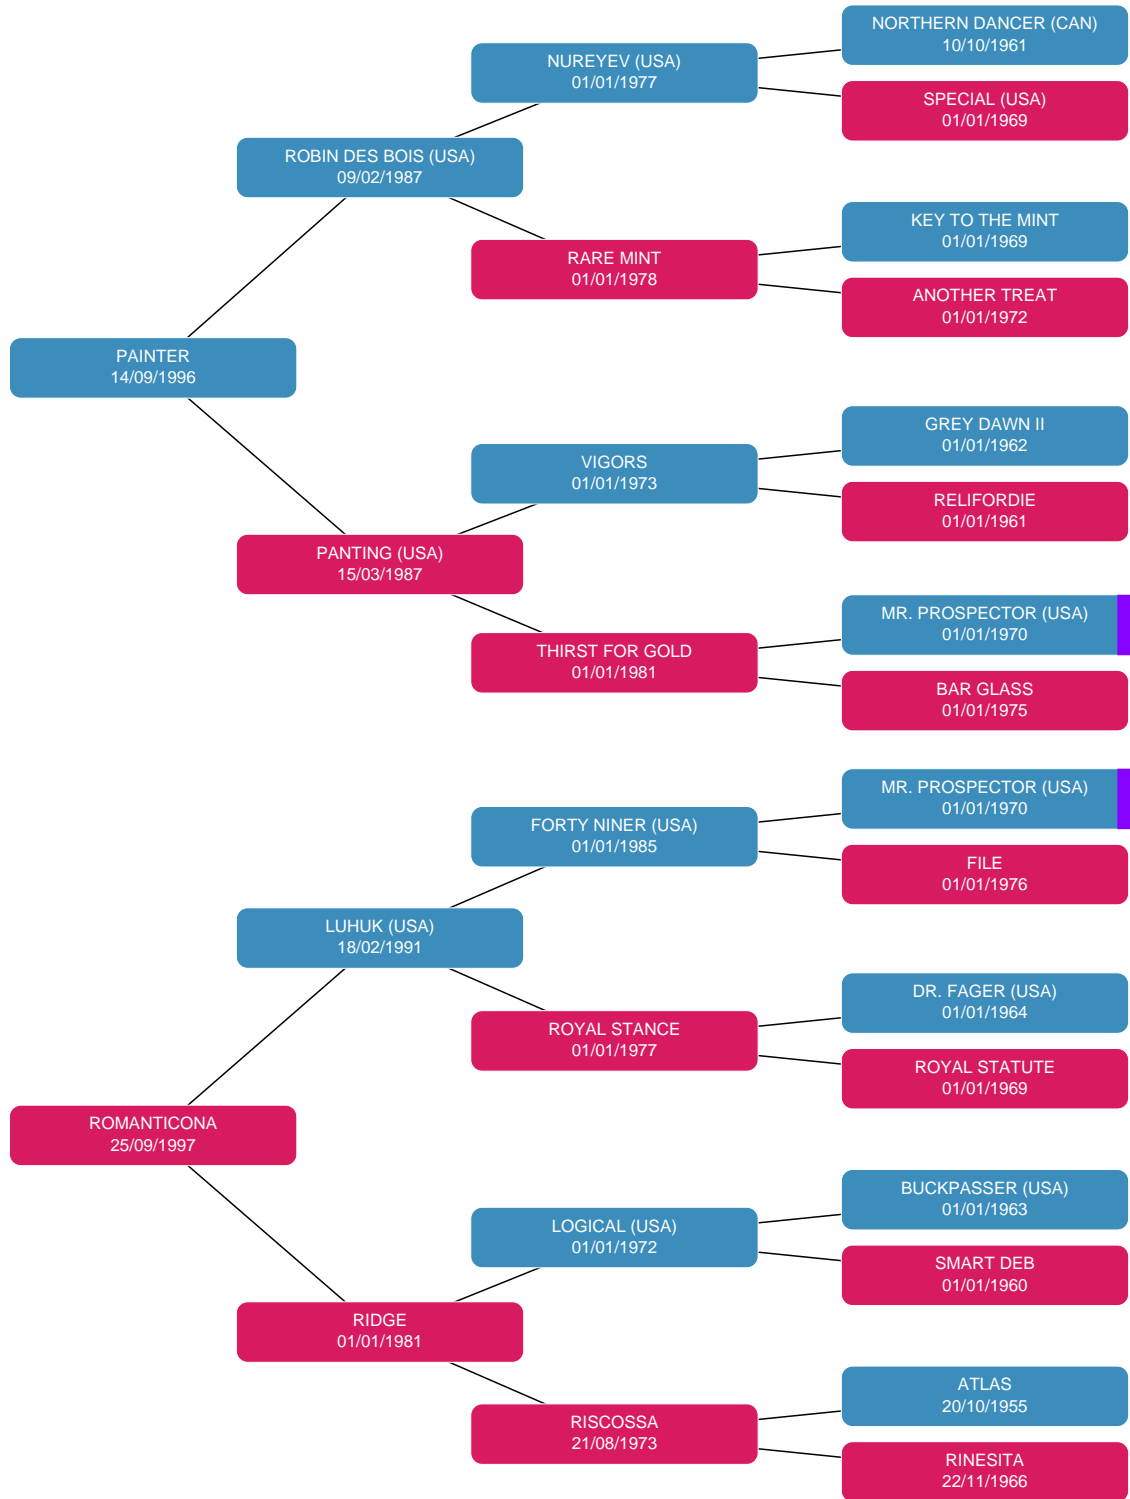 NORTHERN DANCER (CAN)
10/10/1961
NUREYEV (USA)
01/01/1977
SPECIAL (USA)
01/01/1969
ROBIN DES BOIS (USA)
09/02/1987
KEY TO THE MINT
01/01/1969
RARE MINT
01/01/1978
ANOTHER TREAT
01/01/1972
PAINTER
14/09/1996
GREY DAWN II
01/01/1962
VIGORS
01/01/1973
RELIFORDIE
01/01/1961
PANTING (USA)
15/03/1987
MR. PROSPECTOR (USA)
01/01/1970
THIRST FOR GOLD
01/01/1981
BAR GLASS
01/01/1975
MR. PROSPECTOR (USA)
01/01/1970
FORTY NINER (USA)
01/01/1985
FILE
01/01/1976
LUHUK (USA)
18/02/1991
DR. FAGER (USA)
01/01/1964
ROYAL STANCE
01/01/1977
ROYAL STATUTE
01/01/1969
ROMANTICONA
25/09/1997
BUCKPASSER (USA)
01/01/1963
LOGICAL (USA)
01/01/1972
SMART DEB
01/01/1960
RIDGE
01/01/1981
ATLAS
20/10/1955
RISCOSSA
21/08/1973
RINESITA
22/11/1966